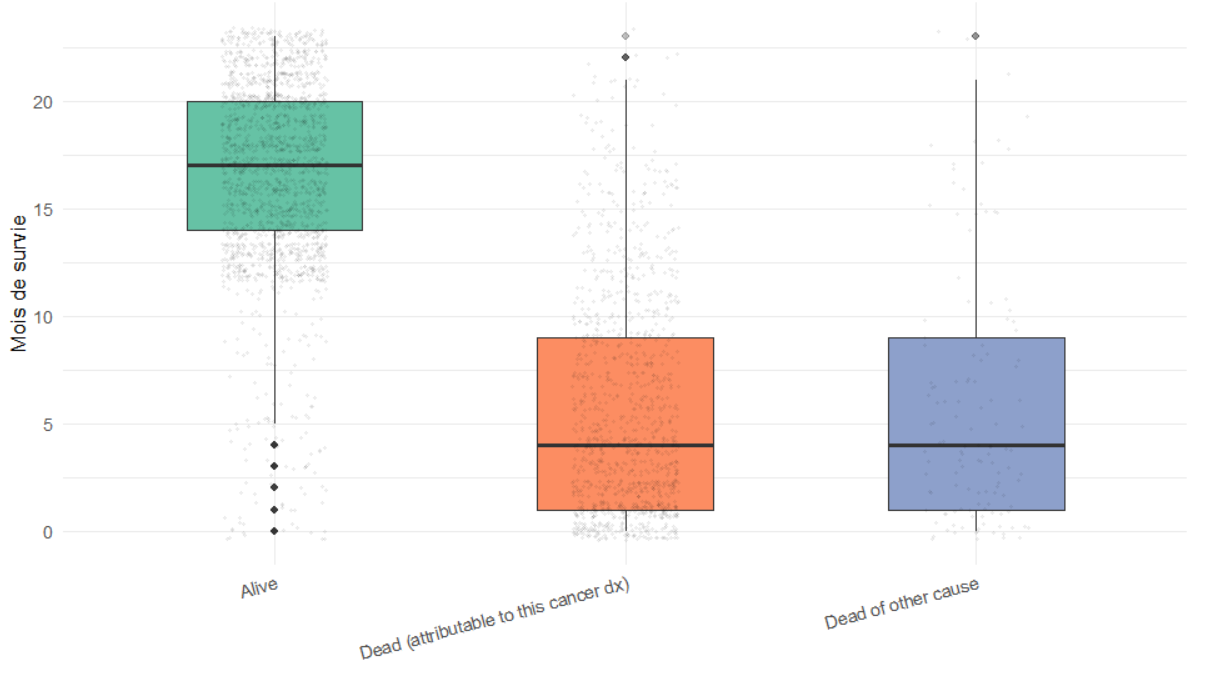 Mois de survie
20
15
10
5
0
Alive
Dead (attributable to this cancer dx)
Dead of other cause